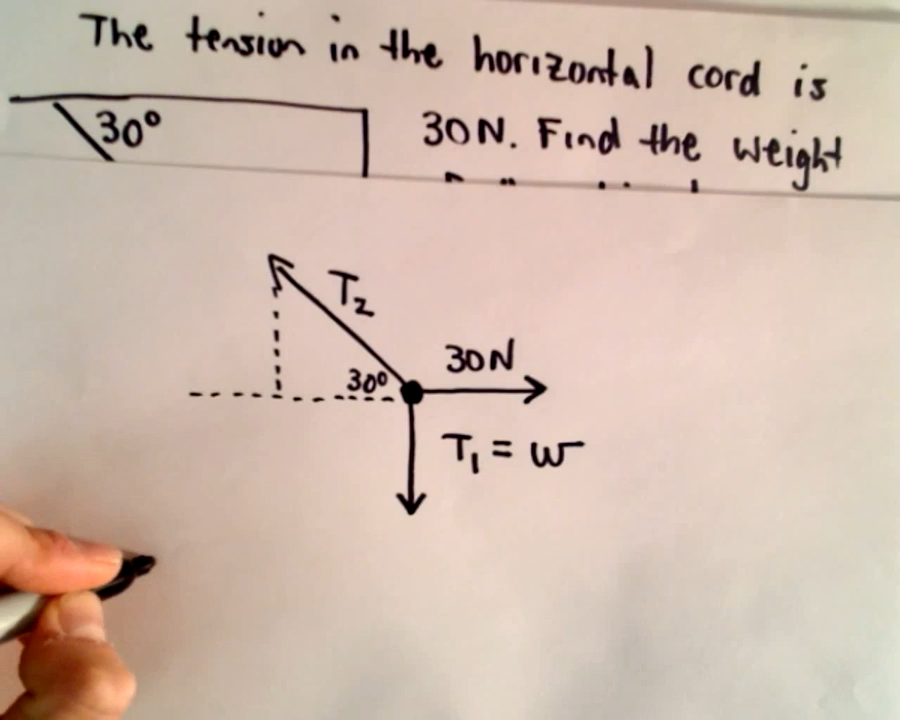 The tension in the horizontal cord is
30°
30N. Find the weight
T₂
30N
30°
T₁ = w